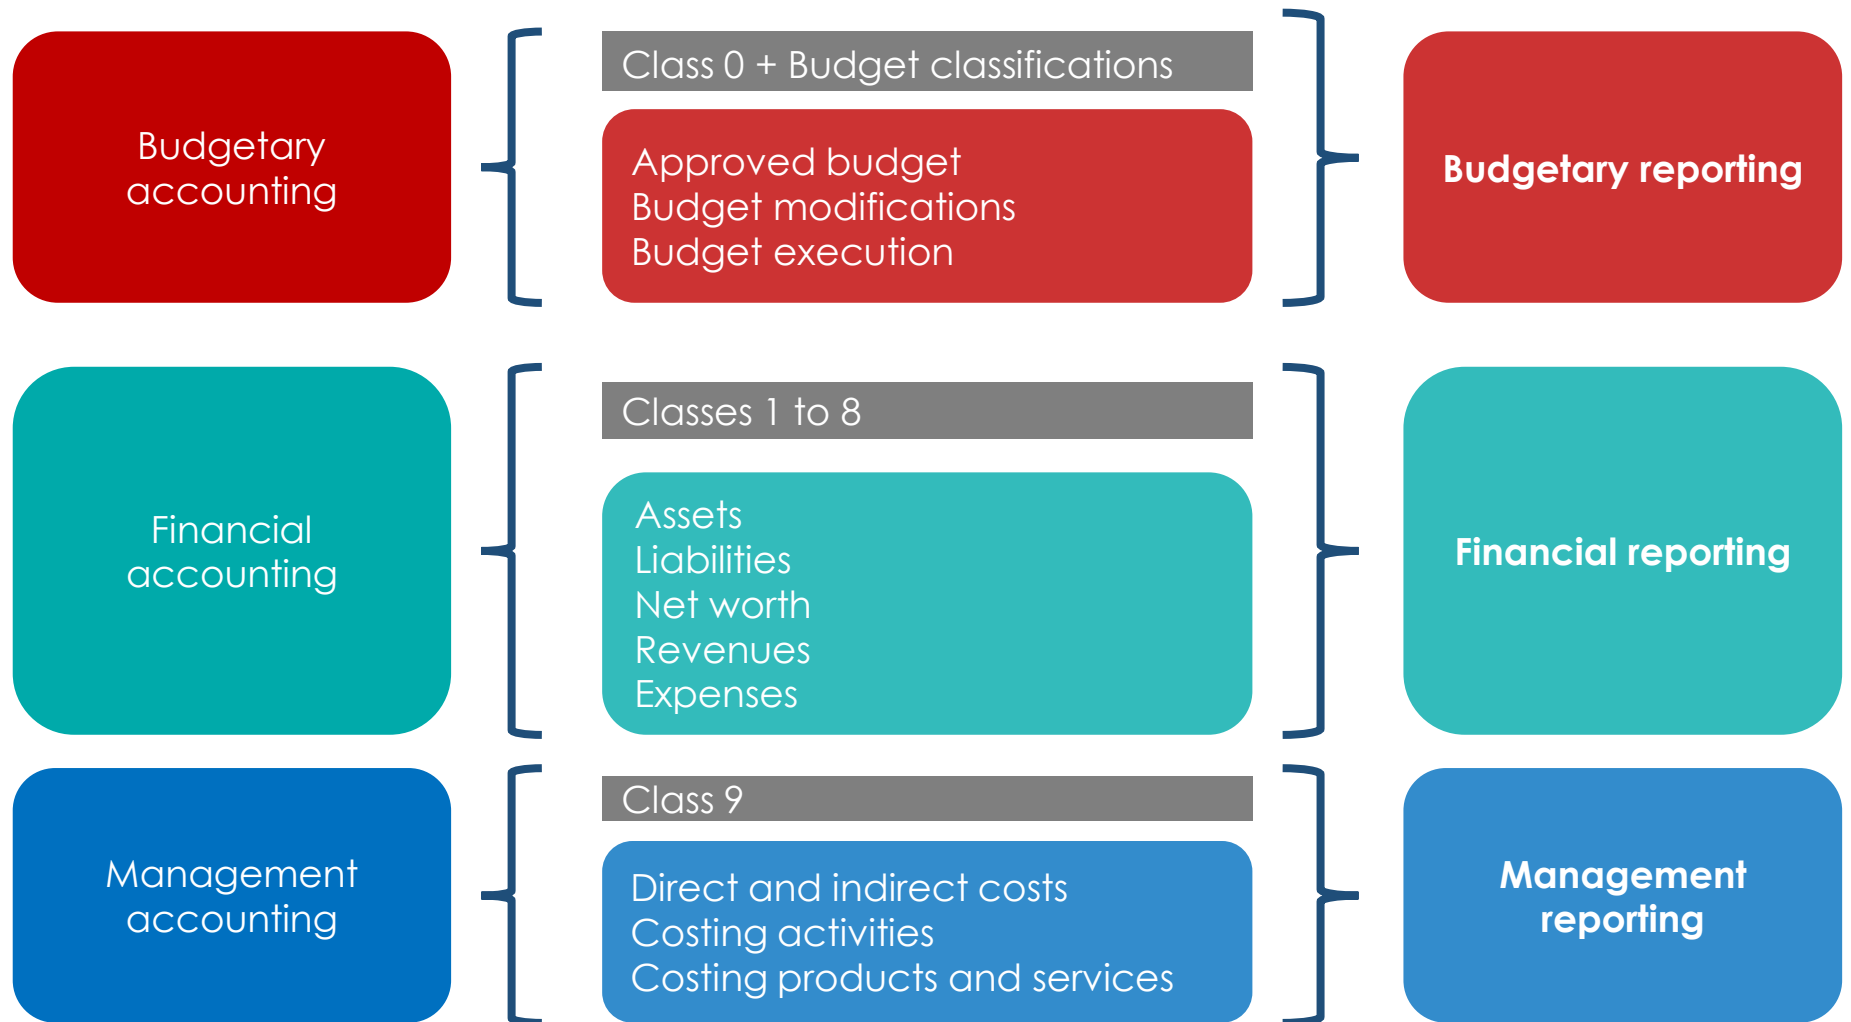 Budgetary
accounting
Class 0 + Budget classifications
Approved budget
Budget modifications
Budget execution
Budgetary reporting
Financial
accounting
Classes 1 to 8
Assets
Liabilities
Net worth
Revenues
Expenses
Financial reporting
Management
accounting
Class 9
Direct and indirect costs
Costing activities
Costing products and services
Management
reporting